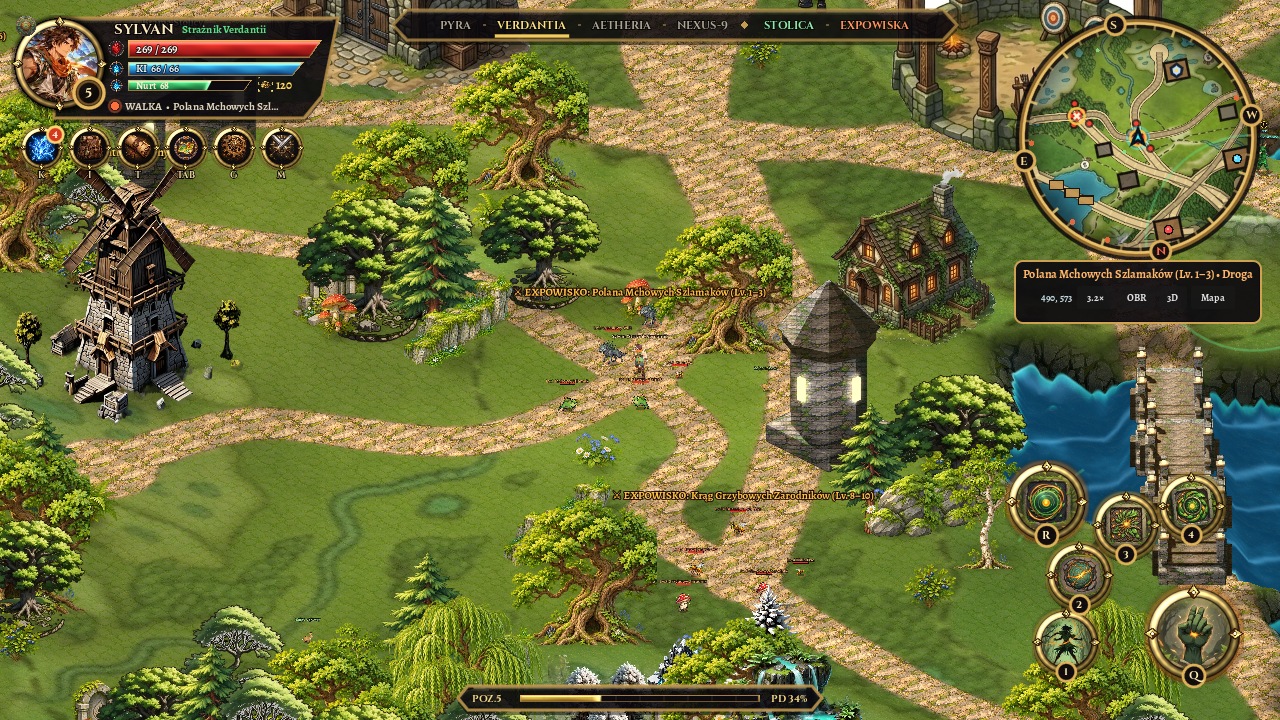 SYLVAN Strażnik Verdantii
269 / 269
KI 66 / 66
Nurt 68
120
5
WALKA • Polana Mchowych Szl...
PYRA - VERDANTIA - AETHERIA - NEXUS-9 ◆ STOLICA - EXPOWISKA
4
K I T TAB G M
S
W
E
N
Polana Mchowych Szlamaków (Lv. 1–3) • Droga
490, 573 3.2× OBR 3D Mapa
EXPOWISKO: Polana Mchowych Szlamaków (Lv. 1–3)
EXPOWISKO: Krąg Grzybowych Zarodników (Lv. 8–10)
R
3
4
2
1
Q
POZ.5 PD 34%